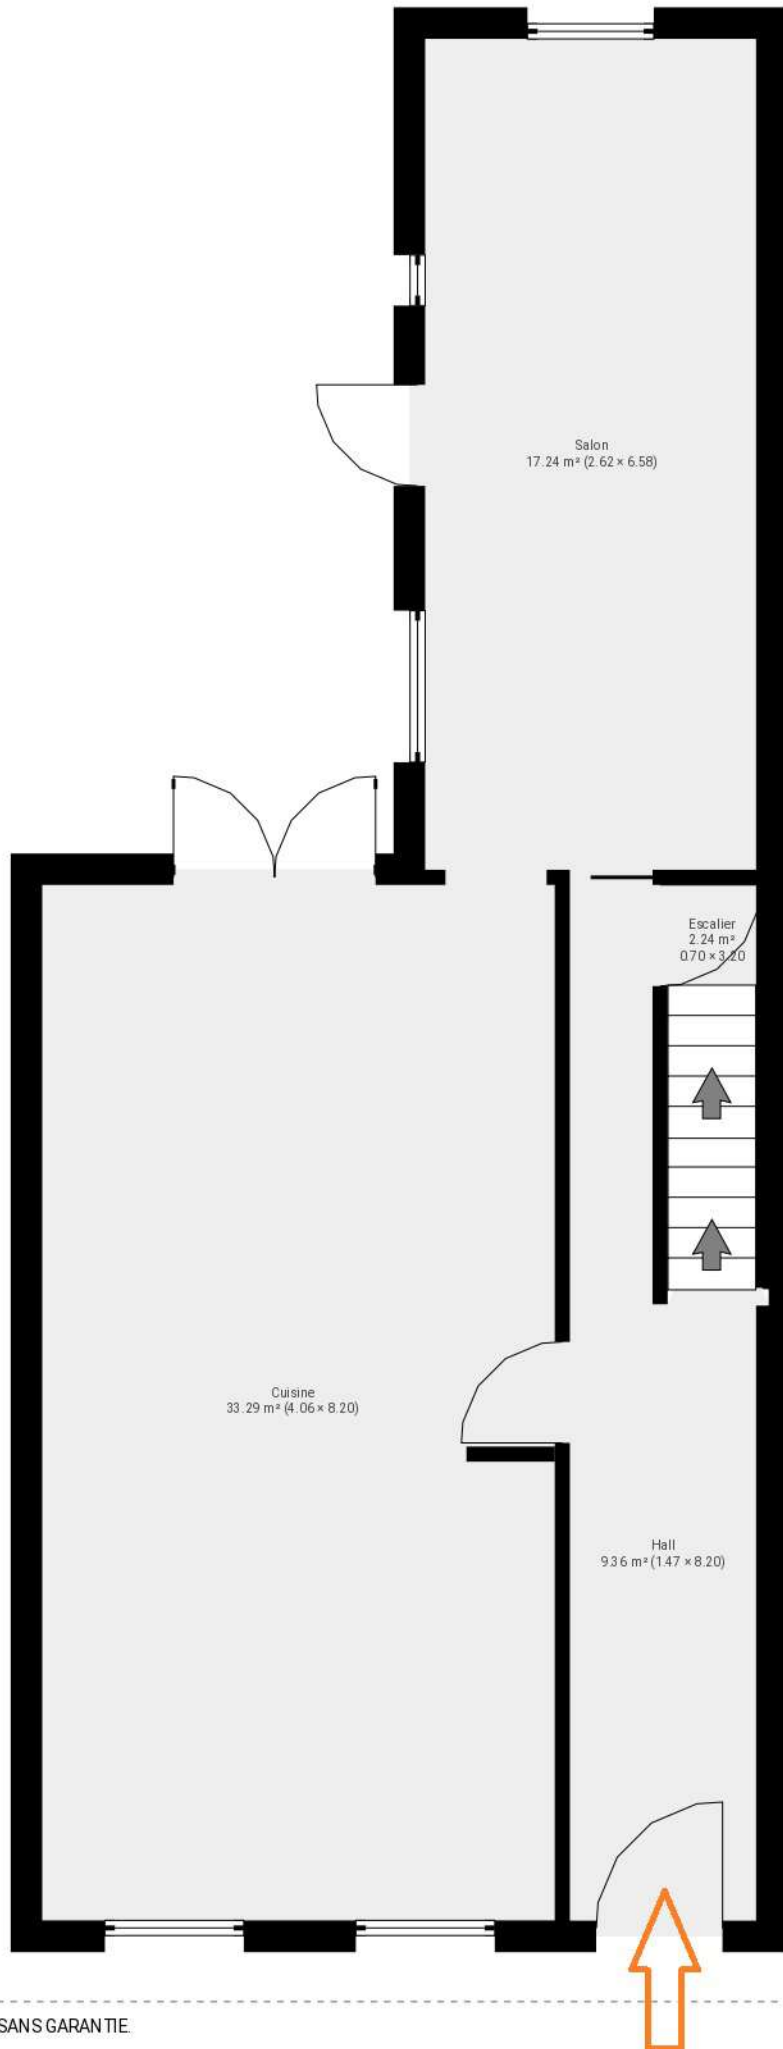 Salon
17.24 m² (2.62 × 6.58)
Escalier
2.24 m²
0.70 × 3.20
Cuisine
33.29 m² (4.06 × 8.20)
Hall
9.36 m² (1.47 × 8.20)
SANS GARANTIE.